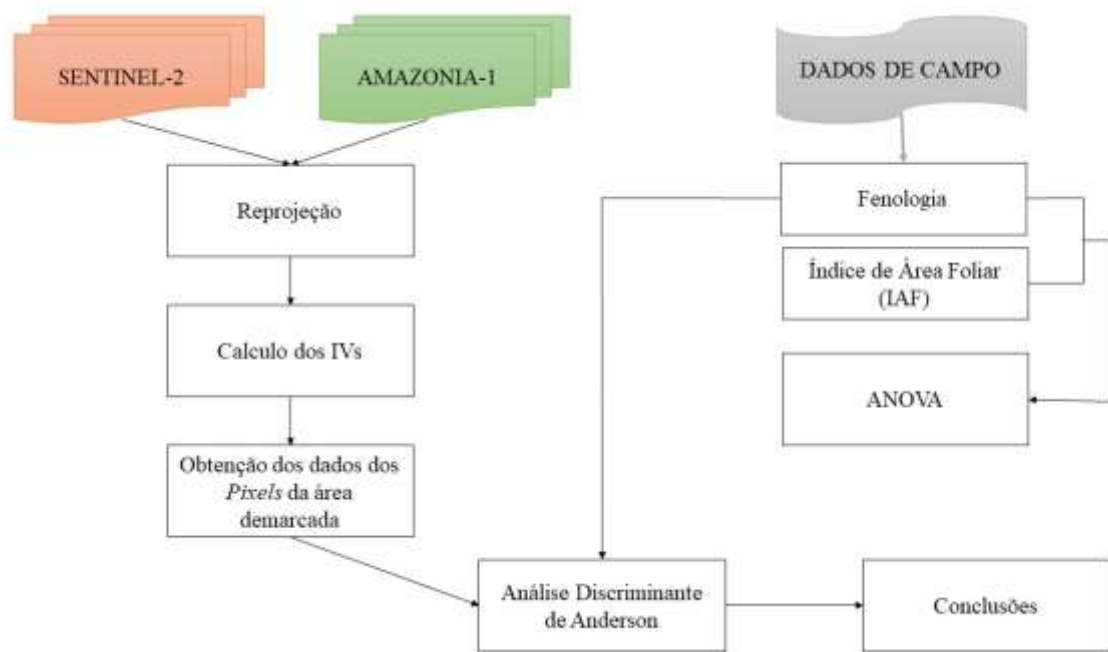 SENTINEL-2
AMAZONIA-1
DADOS DE CAMPO
Reprojeção
Fenologia
Índice de Área Foliar
(IAF)
Calculo dos IVs
ANOVA
Obtenção dos dados dos
Pixels da área
demarcada
Análise Discriminante
de Anderson
Conclusões